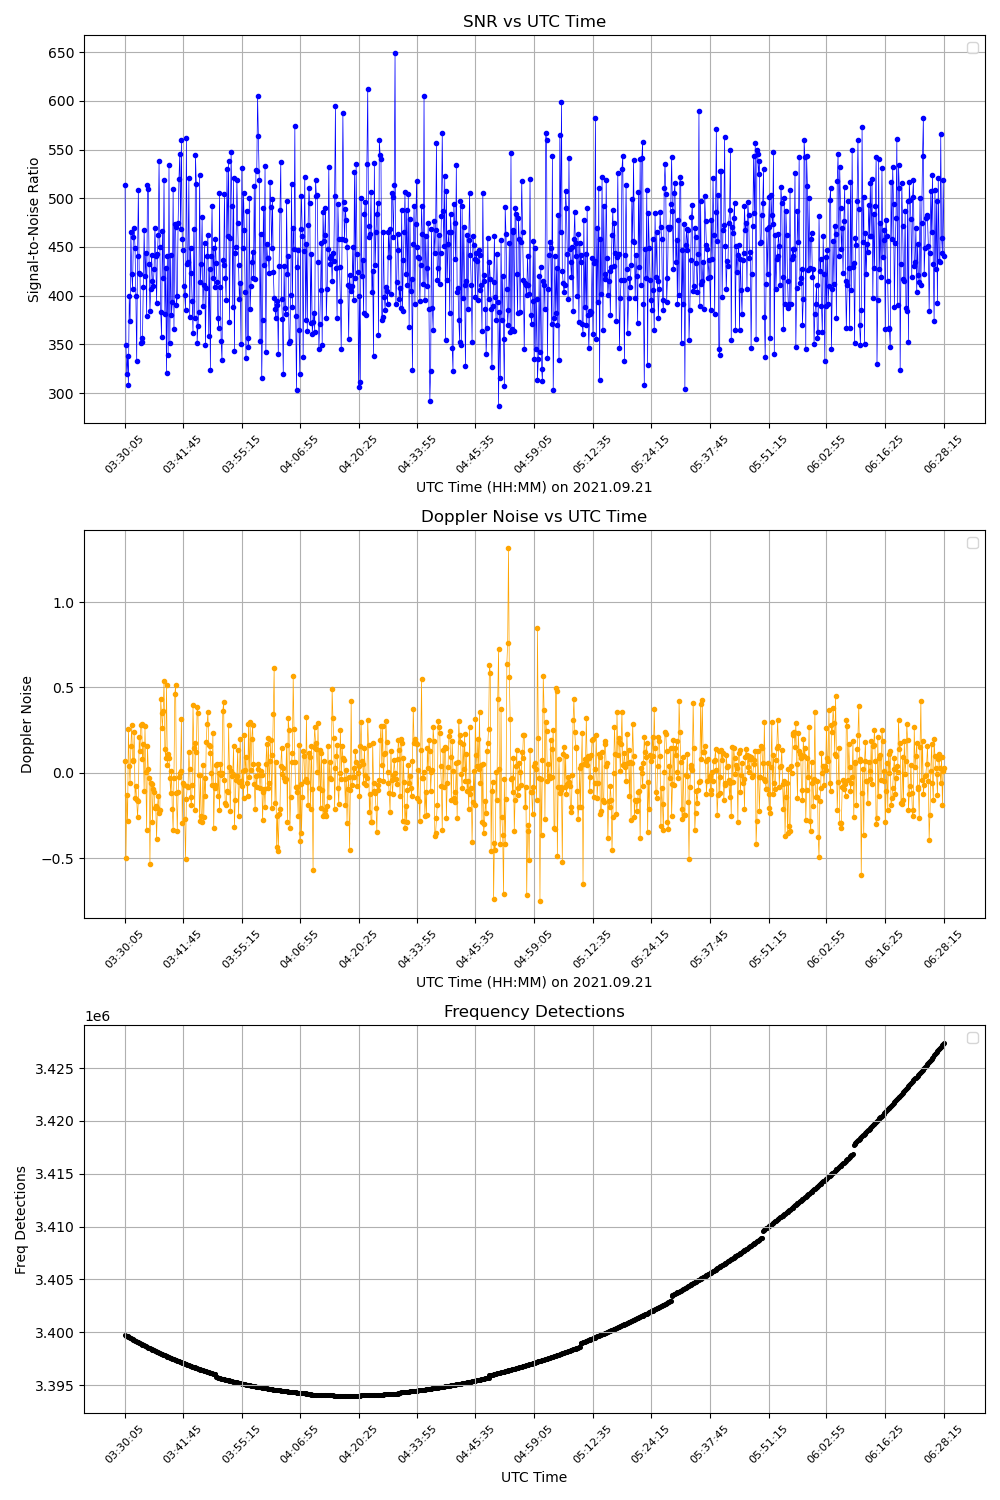 SNR vs UTC Time
650
600
550
500
450
400
350
300
Signal-to-Noise Ratio
03:30:05 03:41:45 03:55:15 04:06:55 04:20:25 04:33:55 04:45:35 04:59:05 05:12:35 05:24:15 05:37:45 05:51:15 06:02:55 06:16:25 06:28:15
UTC Time (HH:MM) on 2021.09.21
Doppler Noise vs UTC Time
1.0
0.5
0.0
−0.5
Doppler Noise
03:30:05 03:41:45 03:55:15 04:06:55 04:20:25 04:33:55 04:45:35 04:59:05 05:12:35 05:24:15 05:37:45 05:51:15 06:02:55 06:16:25 06:28:15
UTC Time (HH:MM) on 2021.09.21
Frequency Detections
1e6
3.425
3.420
3.415
3.410
3.405
3.400
3.395
Freq Detections
03:30:05 03:41:45 03:55:15 04:06:55 04:20:25 04:33:55 04:45:35 04:59:05 05:12:35 05:24:15 05:37:45 05:51:15 06:02:55 06:16:25 06:28:15
UTC Time